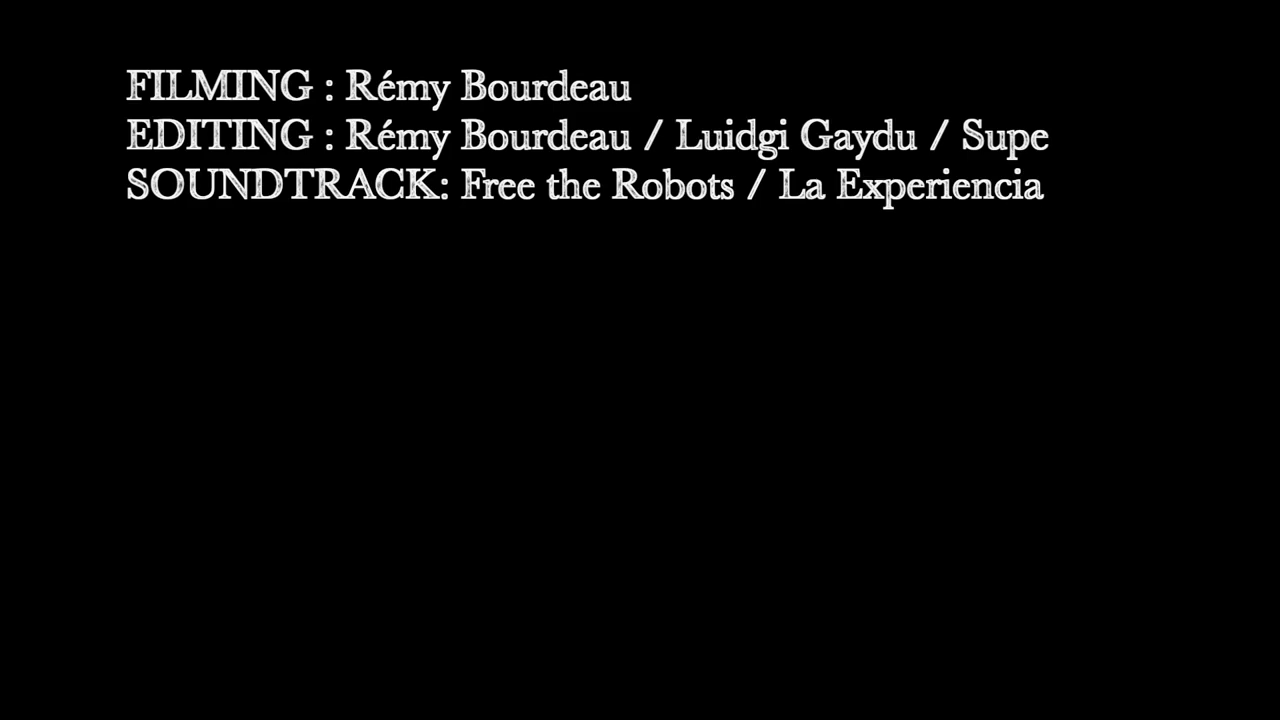 FILMING : Rémy Bourdeau
EDITING : Rémy Bourdeau / Luidgi Gaydu / Supe
SOUNDTRACK: Free the Robots / La Experiencia